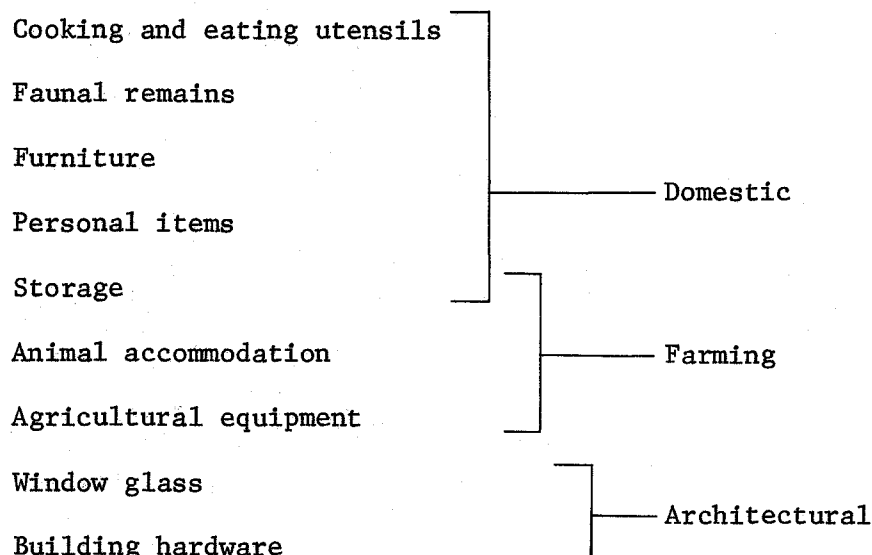 Cooking and eating utensils
Faunal remains
Furniture
Domestic
Personal items
Storage
Animal accommodation
Farming
Agricultural equipment
Window glass
Architectural
Building hardware